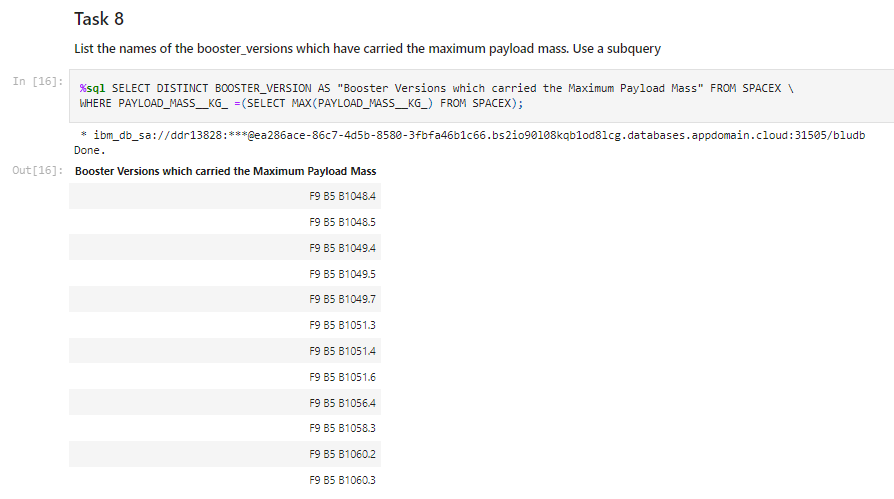 Task 8
List the names of the booster_versions which have carried the maximum payload mass. Use a subquery
In [16]: %sql SELECT DISTINCT BOOSTER_VERSION AS "Booster Versions which carried the Maximum Payload Mass" FROM SPACEX \
WHERE PAYLOAD_MASS__KG_ =(SELECT MAX(PAYLOAD_MASS__KG_) FROM SPACEX);
* ibm_db_sa://ddr13828:***@ea286ace-86c7-4d5b-8580-3fbfa46b1c66.bs2io90l08kqb1od8lcg.databases.appdomain.cloud:31505/bludb
Done.
Out[16]: Booster Versions which carried the Maximum Payload Mass
F9 B5 B1048.4
F9 B5 B1048.5
F9 B5 B1049.4
F9 B5 B1049.5
F9 B5 B1049.7
F9 B5 B1051.3
F9 B5 B1051.4
F9 B5 B1051.6
F9 B5 B1056.4
F9 B5 B1058.3
F9 B5 B1060.2
F9 B5 B1060.3